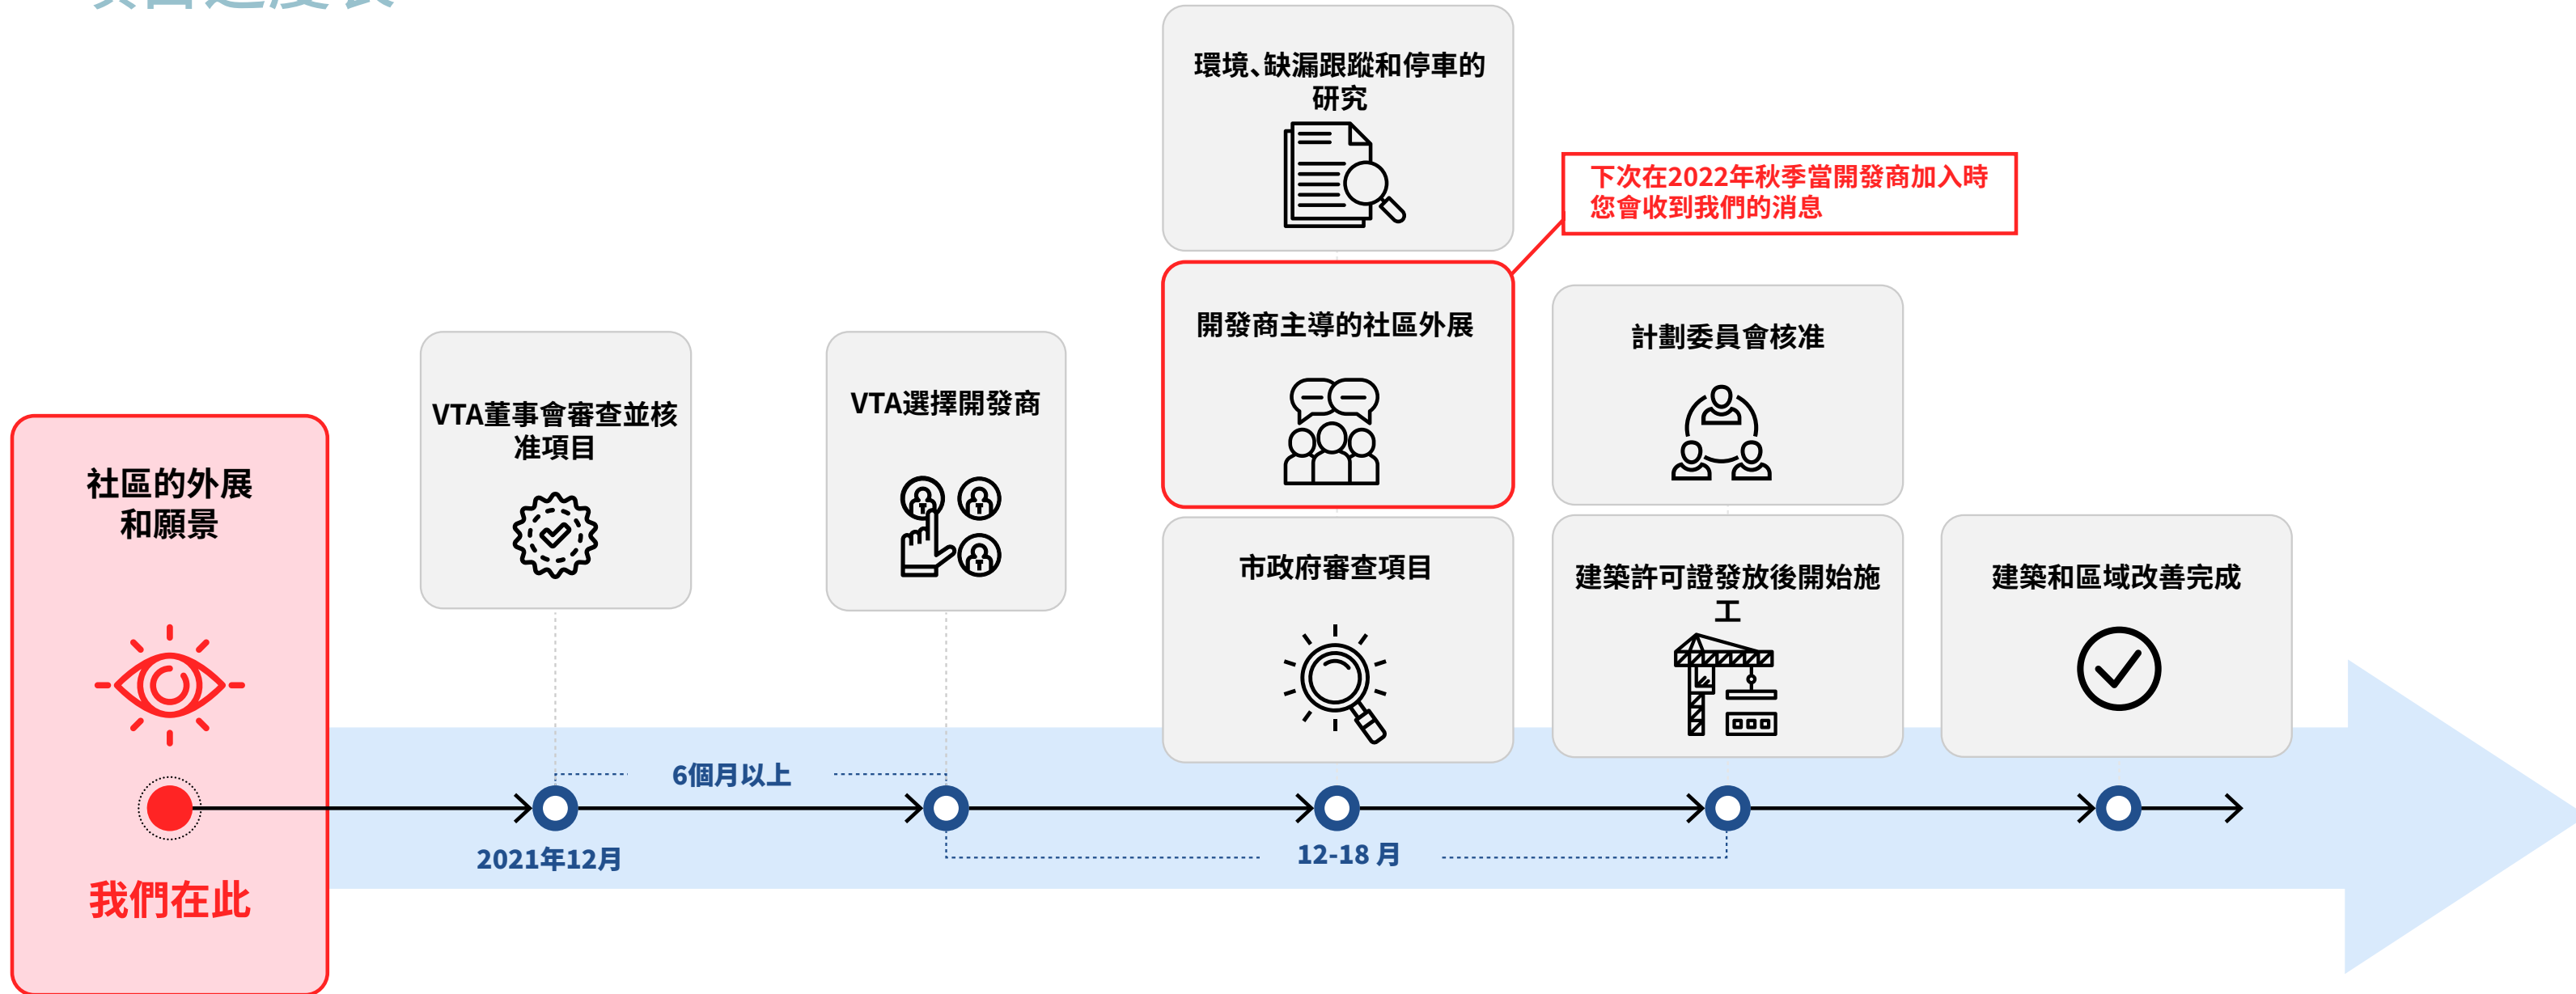 項目進度表
環境、缺漏跟蹤和停車的
研究
下次在2022年秋季當開發商加入時
您會收到我們的消息
開發商主導的社區外展
計劃委員會核准
VTA選擇開發商
VTA董事會審查並核
准項目
社區的外展
和願景
市政府審查項目
建築許可證發放後開始施
工
建築和區域改善完成
6個月以上
2021年12月
12-18 月
我們在此